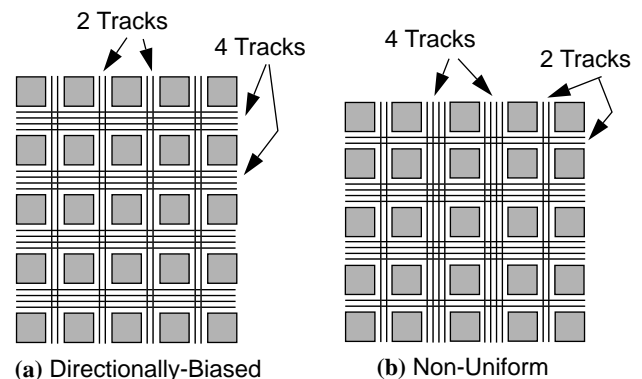 2 Tracks
4 Tracks
4 Tracks
2 Tracks
(a) Directionally-Biased
(b) Non-Uniform